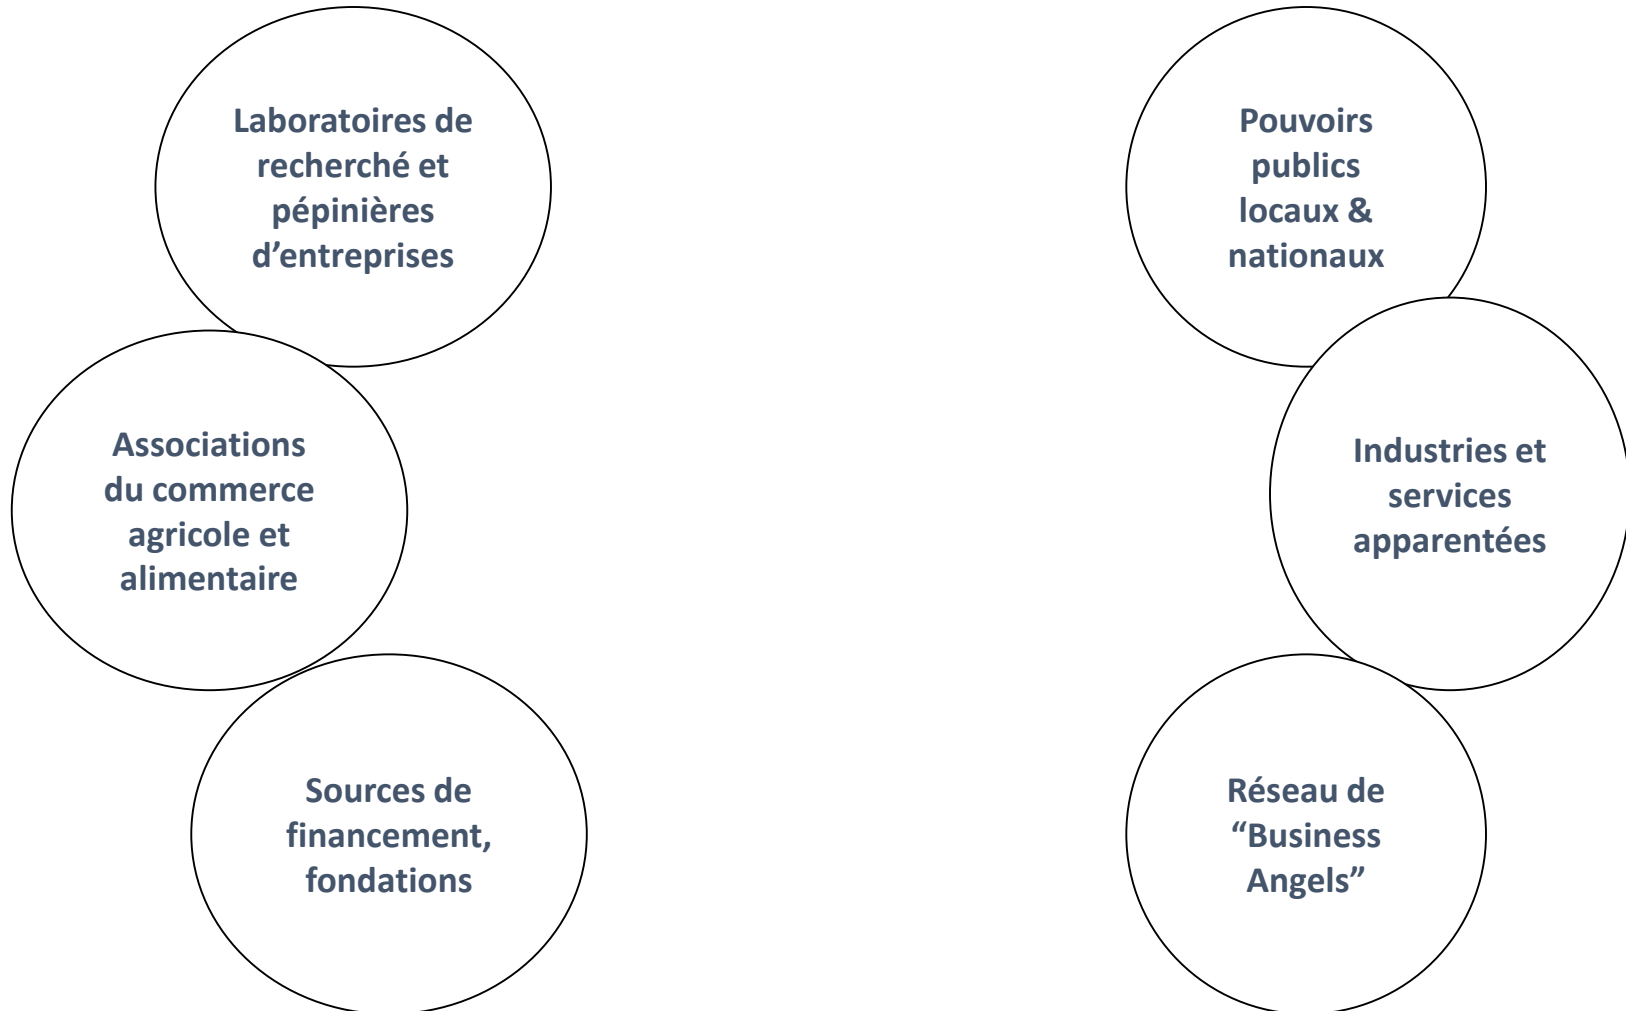 Laboratoires de
recherché et
pépinières
d’entreprises
Pouvoirs
publics
locaux &
nationaux
Associations
du commerce
agricole et
alimentaire
Industries et
services
apparentées
Sources de
financement,
fondations
Réseau de
“Business
Angels”